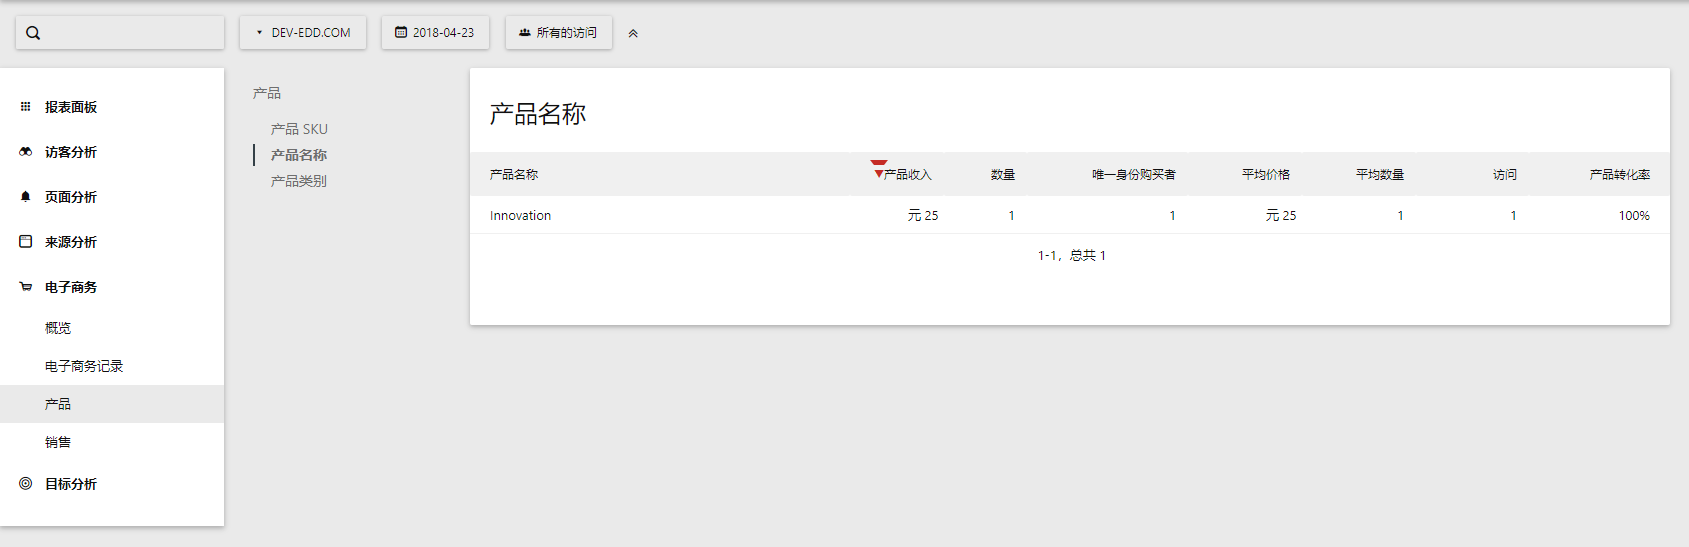 DEV-EDD.COM 2018-04-23 所有的访问
报表面板
访客分析
页面分析
来源分析
电子商务
概览
电子商务记录
产品
销售
目标分析
产品
产品 SKU
产品名称
产品类别
产品名称
产品名称 产品收入 数量 唯一身份购买者 平均价格 平均数量 访问 产品转化率
Innovation 元 25 1 1 元 25 1 1 100%
1-1，总共 1